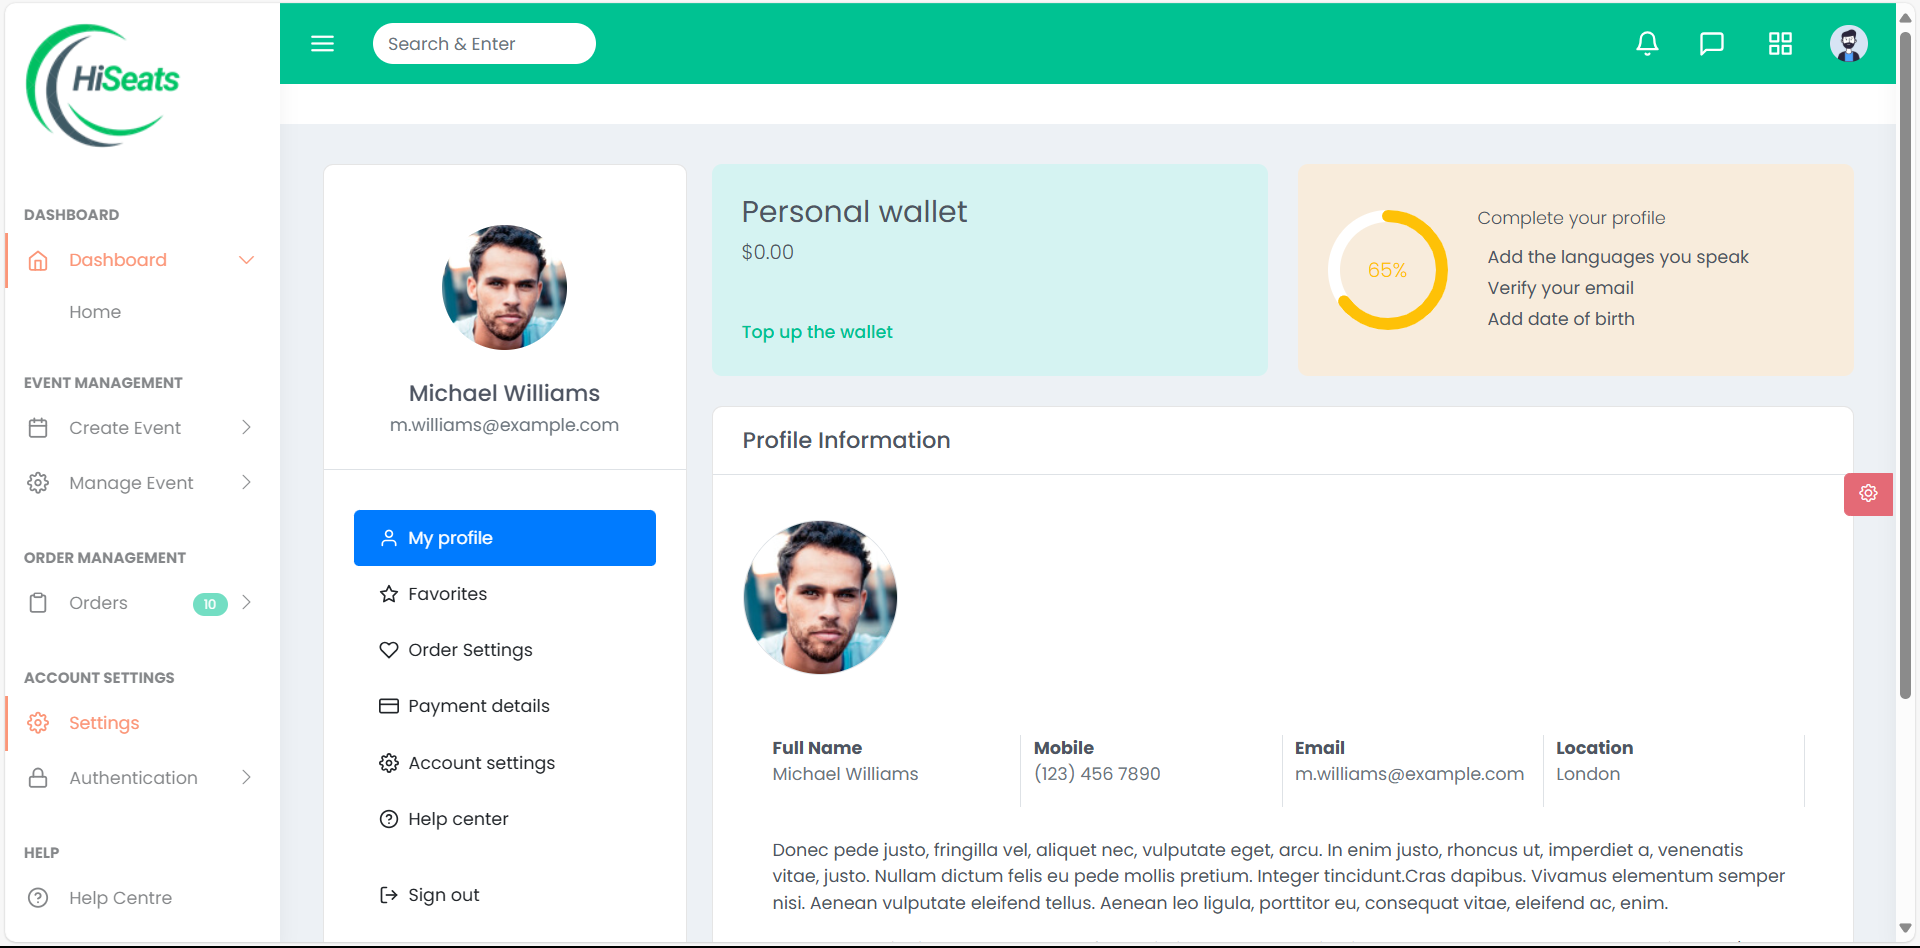 HiSeats
Search & Enter
DASHBOARD
Dashboard
Home
EVENT MANAGEMENT
Create Event
Manage Event
ORDER MANAGEMENT
Orders 10
ACCOUNT SETTINGS
Settings
Authentication
HELP
Help Centre
Michael Williams
m.williams@example.com
My profile
Favorites
Order Settings
Payment details
Account settings
Help center
Sign out
Personal wallet
$0.00
Top up the wallet
65%
Complete your profile
Add the languages you speak
Verify your email
Add date of birth
Profile Information
Full Name
Michael Williams
Mobile
(123) 456 7890
Email
m.williams@example.com
Location
London
Donec pede justo, fringilla vel, aliquet nec, vulputate eget, arcu. In enim justo, rhoncus ut, imperdiet a, venenatis
vitae, justo. Nullam dictum felis eu pede mollis pretium. Integer tincidunt.Cras dapibus. Vivamus elementum semper
nisi. Aenean vulputate eleifend tellus. Aenean leo ligula, porttitor eu, consequat vitae, eleifend ac, enim.